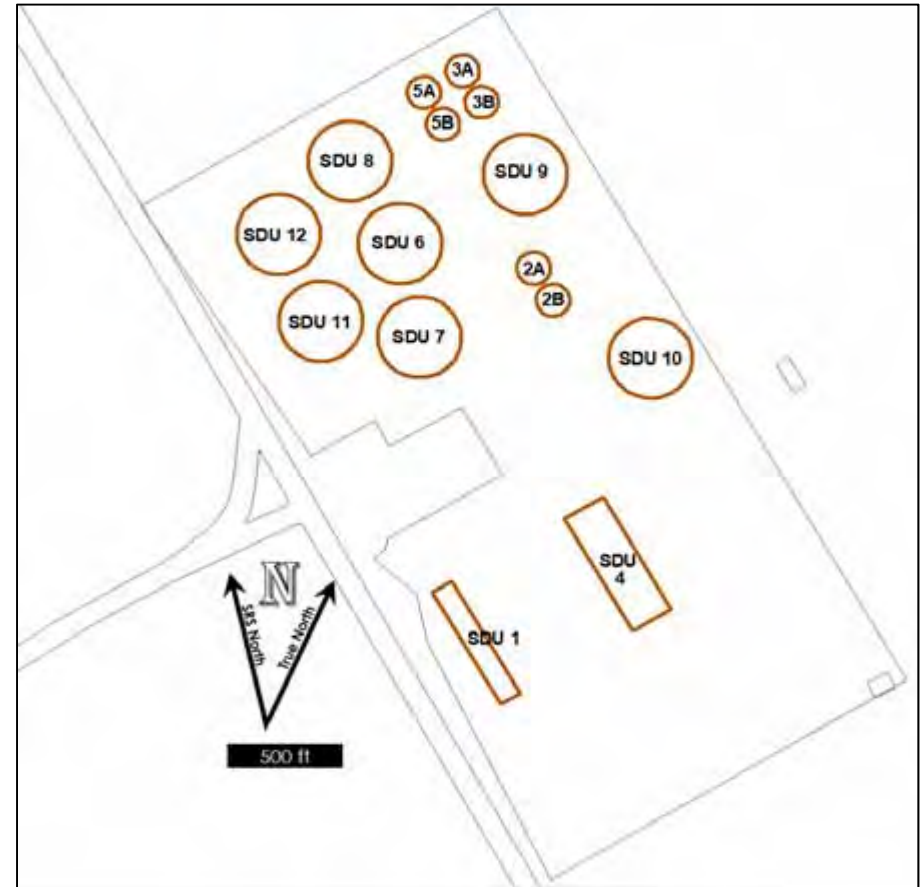 3A
5A
3B
5B
SDU 8
SDU 9
SDU 12
SDU 6
2A
2B
SDU 11
SDU 7
SDU 10
SDU
4
N
SRS North
True North
SDU 1
500 ft